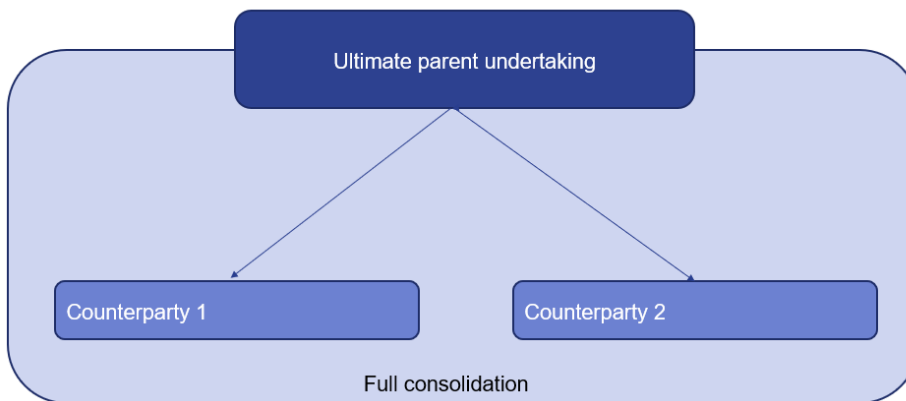 Ultimate parent undertaking
Counterparty 1
Counterparty 2
Full consolidation